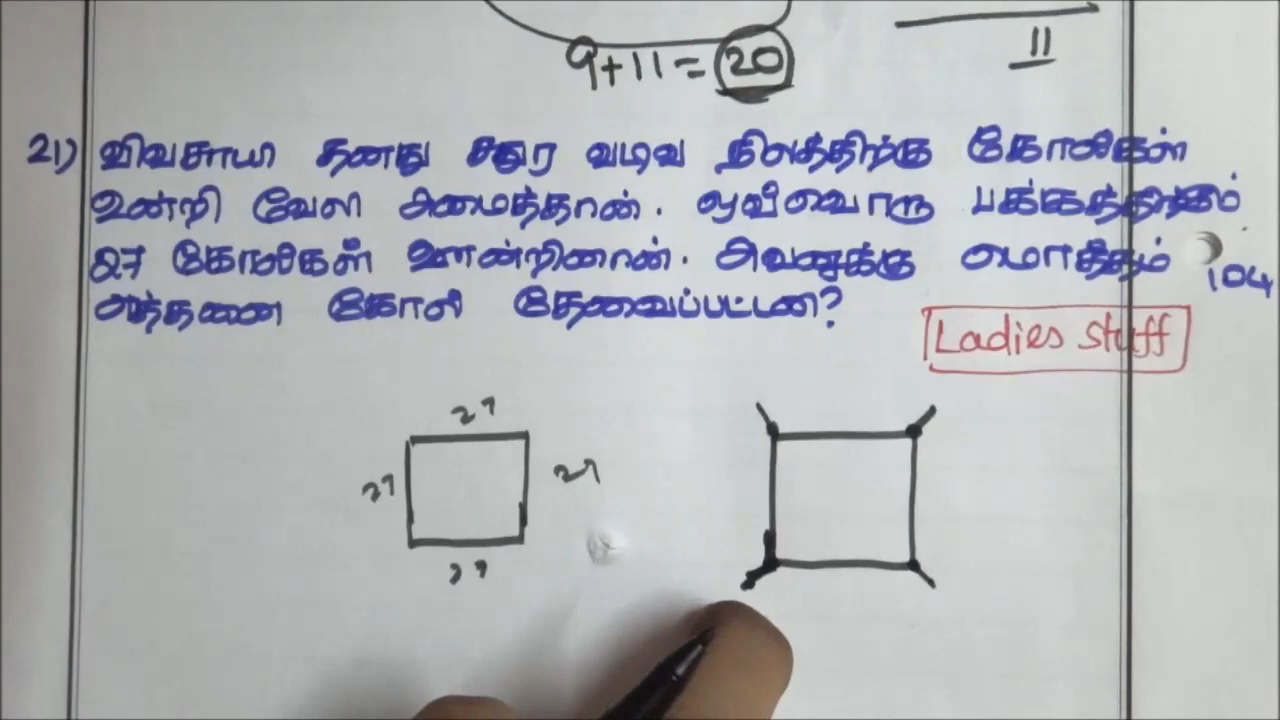 9+11=20
11
21) விவசாயி தனது சதுர வடிவ நிலத்திற்கு கோலிகள்
ஊன்றி வேலி அமைத்தான். ஒவ்வொரு பக்கத்திலும்
27 கோலிகள் ஊன்றினான். அவனுக்கு மொத்தம் 104
எத்தனை கோலி தேவைப்பட்டன?
Ladies stuff
27
27 27
27